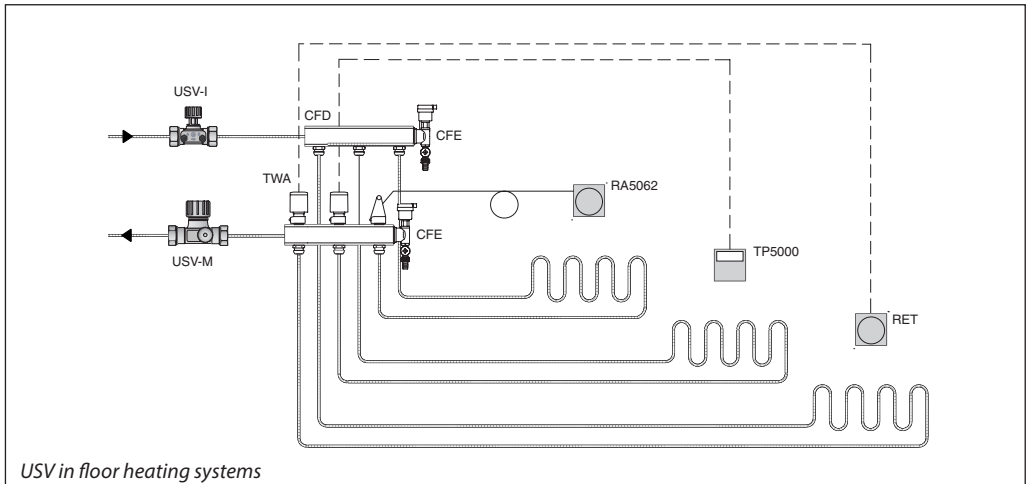 USV-I
CFD
CFE
TWA
RA5062
CFE
USV-M
TP5000
RET
USV in floor heating systems